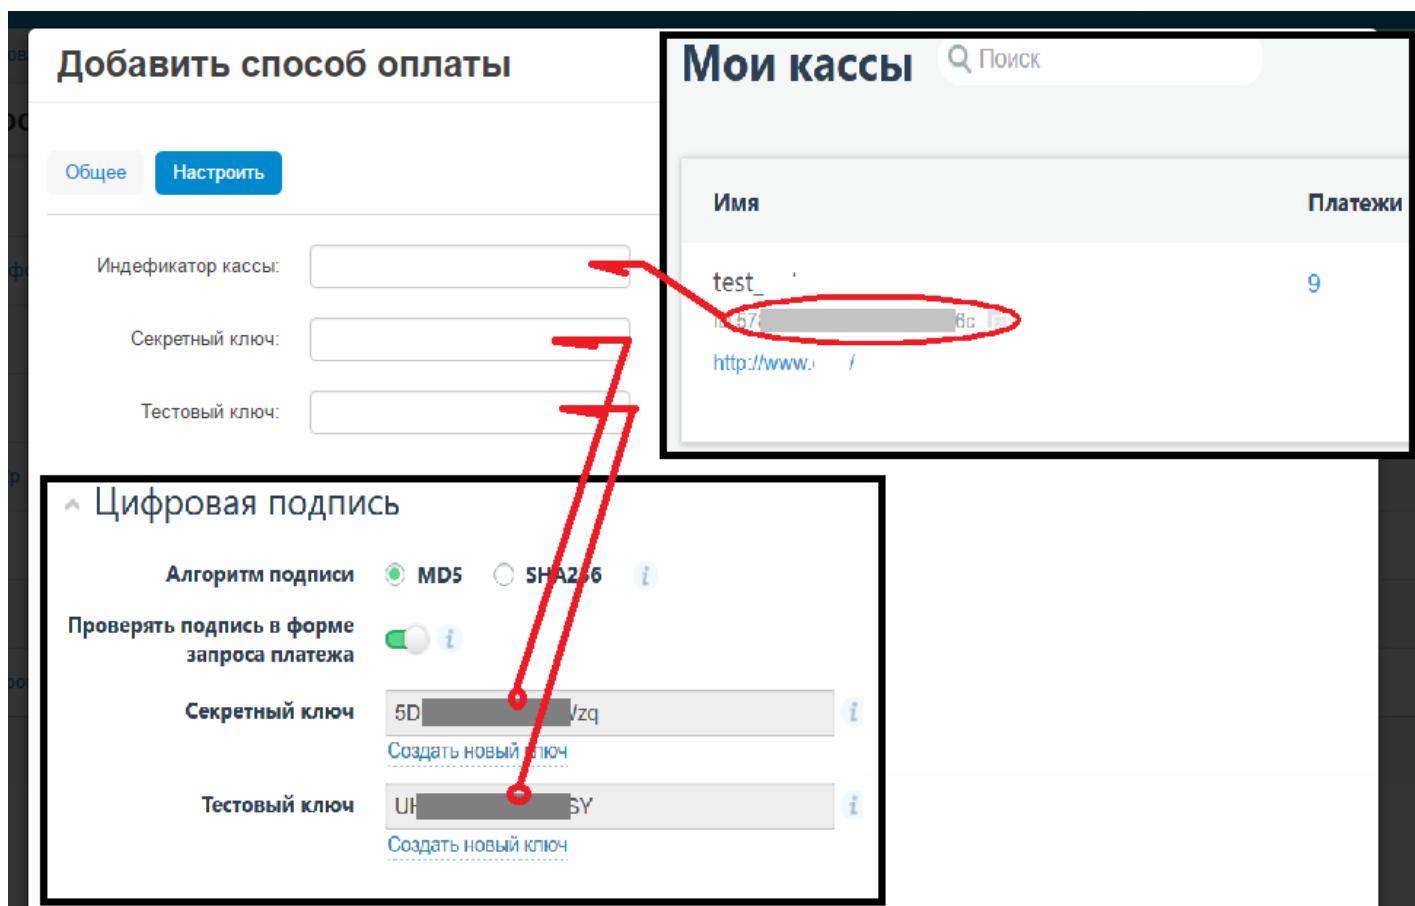 Добавить способ оплаты
Общее
Настроить
Индефикатор кассы:
Секретный ключ:
Тестовый ключ:
Мои кассы
Поиск
Имя
Платежи
test_
9
http://www.
Цифровая подпись
Алгоритм подписи
MD5
SHA256
Проверять подпись в форме
запроса платежа
Секретный ключ
5D
Vzq
Создать новый ключ
Тестовый ключ
SY
Создать новый ключ